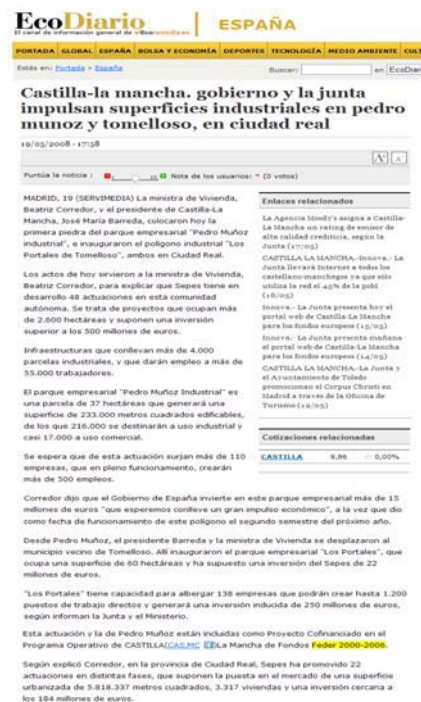 EcoDiario
El canal de información general de elEconomista.es
ESPAÑA
PORTADA GLOBAL ESPAÑA BOLSA Y ECONOMÍA DEPORTES TECNOLOGÍA MEDIO AMBIENTE CULT
Estás en: Portada > España
Buscar: en EcoDiari
Castilla-la mancha. gobierno y la junta
impulsan superficies industriales en pedro
munoz y tomelloso, en ciudad real
19/05/2008 - 17:38
A+ A-
Puntúa la noticia : Nota de los usuarios: - (0 votos)
MADRID, 19 (SERVIMEDIA) La ministra de Vivienda,
Beatriz Corredor, y el presidente de Castilla-La
Mancha, José María Barreda, colocaron hoy la
primera piedra del parque empresarial "Pedro Muñoz
industrial", e inauguraron el polígono industrial "Los
Portales de Tomelloso", ambos en Ciudad Real.
Los actos de hoy sirvieron a la ministra de Vivienda,
Beatriz Corredor, para explicar que Sepes tiene en
desarrollo 48 actuaciones en esta comunidad
autónoma. Se trata de proyectos que ocupan más
de 2.600 hectáreas y suponen una inversión
superior a los 500 millones de euros.
Infraestructuras que conllevan más de 4.000
parcelas industriales, y que darán empleo a más de
55.000 trabajadores.
El parque empresarial "Pedro Muñoz Industrial" es
una parcela de 37 hectáreas que generará una
superficie de 233.000 metros cuadrados edificables,
de los que 216.000 se destinarán a uso industrial y
casi 17.000 a uso comercial.
Se espera que de esta actuación surjan más de 110
empresas, que en pleno funcionamiento, crearán
más de 500 empleos.
Enlaces relacionados
La Agencia Moody's asigna a Castilla-
La Mancha un rating de emisor de
alta calidad crediticia, según la
Junta (17/05)
CASTILLA LA MANCHA.-Innova.- La
Junta llevará Internet a todos los
castellano-manchegos ya que sólo
utiliza la red el 45% de la pobl
(16/05)
Innova.- La Junta presenta hoy el
portal web de Castilla-La Mancha
para los fondos europeos (15/05)
Innova.- La Junta presenta mañana
el portal web de Castilla-La Mancha
para los fondos europeos (14/05)
CASTILLA LA MANCHA.-La Junta y
el Ayuntamiento de Toledo
promocionan el Corpus Christi en
Madrid a través de la Oficina de
Turismo (12/05)
Cotizaciones relacionadas
CASTILLA 9,86 0,00%
Corredor dijo que el Gobierno de España invierte en este parque empresarial más de 15
millones de euros "que esperemos conlleve un gran impulso económico", a la vez que dio
como fecha de funcionamiento de este polígono el segundo semestre del próximo año.
Desde Pedro Muñoz, el presidente Barreda y la ministra de Vivienda se desplazaron al
municipio vecino de Tomelloso. Allí inauguraron el parque empresarial "Los Portales", que
ocupa una superficie de 60 hectáreas y ha supuesto una inversión del Sepes de 22
millones de euros.
"Los Portales" tiene capacidad para albergar 138 empresas que podrán crear hasta 1.200
puestos de trabajo directos y generará una inversión inducida de 250 millones de euros,
según informan la Junta y el Ministerio.
Esta actuación y la de Pedro Muñoz están incluidas como Proyecto Cofinanciado en el
Programa Operativo de CASTILLA(CAS.MC )La Mancha de Fondos Feder 2000-2006.
Según explicó Corredor, en la provincia de Ciudad Real, Sepes ha promovido 22
actuaciones en distintas fases, que suponen la puesta en el mercado de una superficie
urbanizada de 5.818.337 metros cuadrados, 3.317 viviendas y una inversión cercana a
los 184 millones de euros.